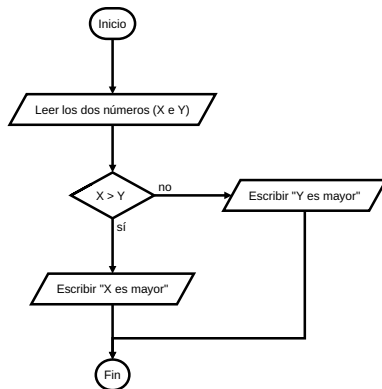 Inicio
Leer los dos números (X e Y)
X > Y
no
Escribir "Y es mayor"
sí
Escribir "X es mayor"
Fin